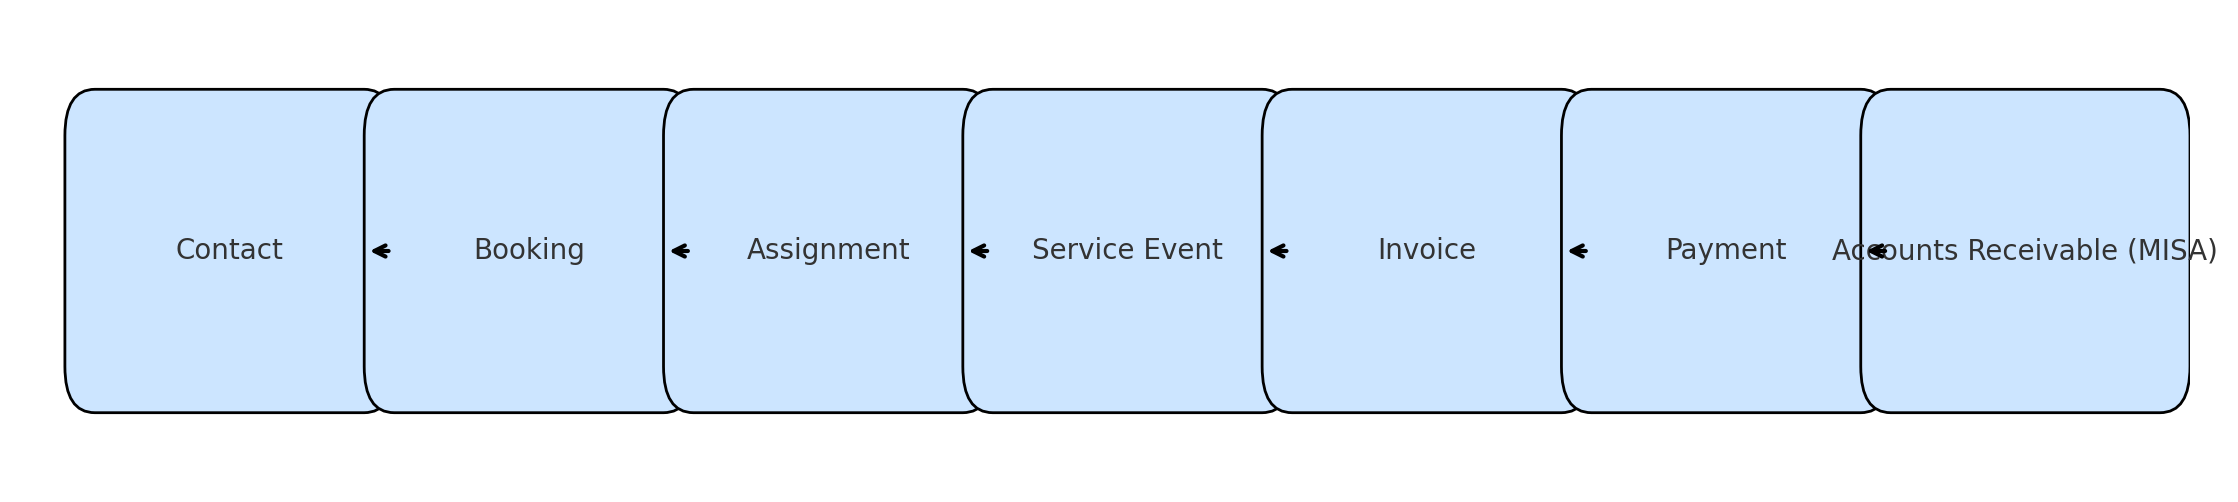 Contact
Booking
Assignment
Service Event
Invoice
Payment
Accounts Receivable (MISA)